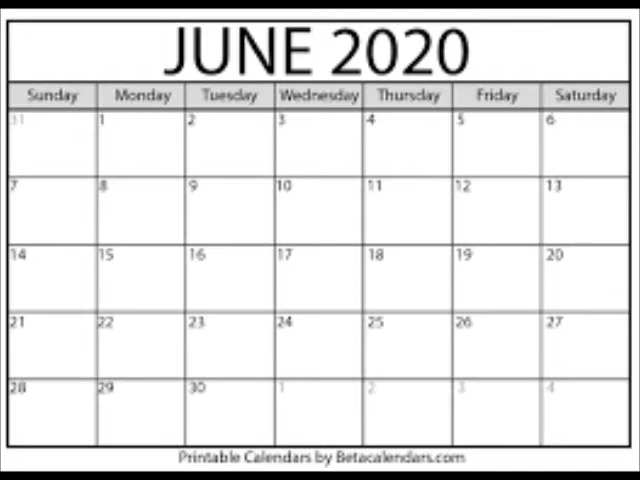 JUNE 2020
Sunday Monday Tuesday Wednesday Thursday Friday Saturday
31 1 2 3 4 5 6
7 8 9 10 11 12 13
14 15 16 17 18 19 20
21 22 23 24 25 26 27
28 29 30 1 2 3 4
Printable Calendars by Betacalendars.com